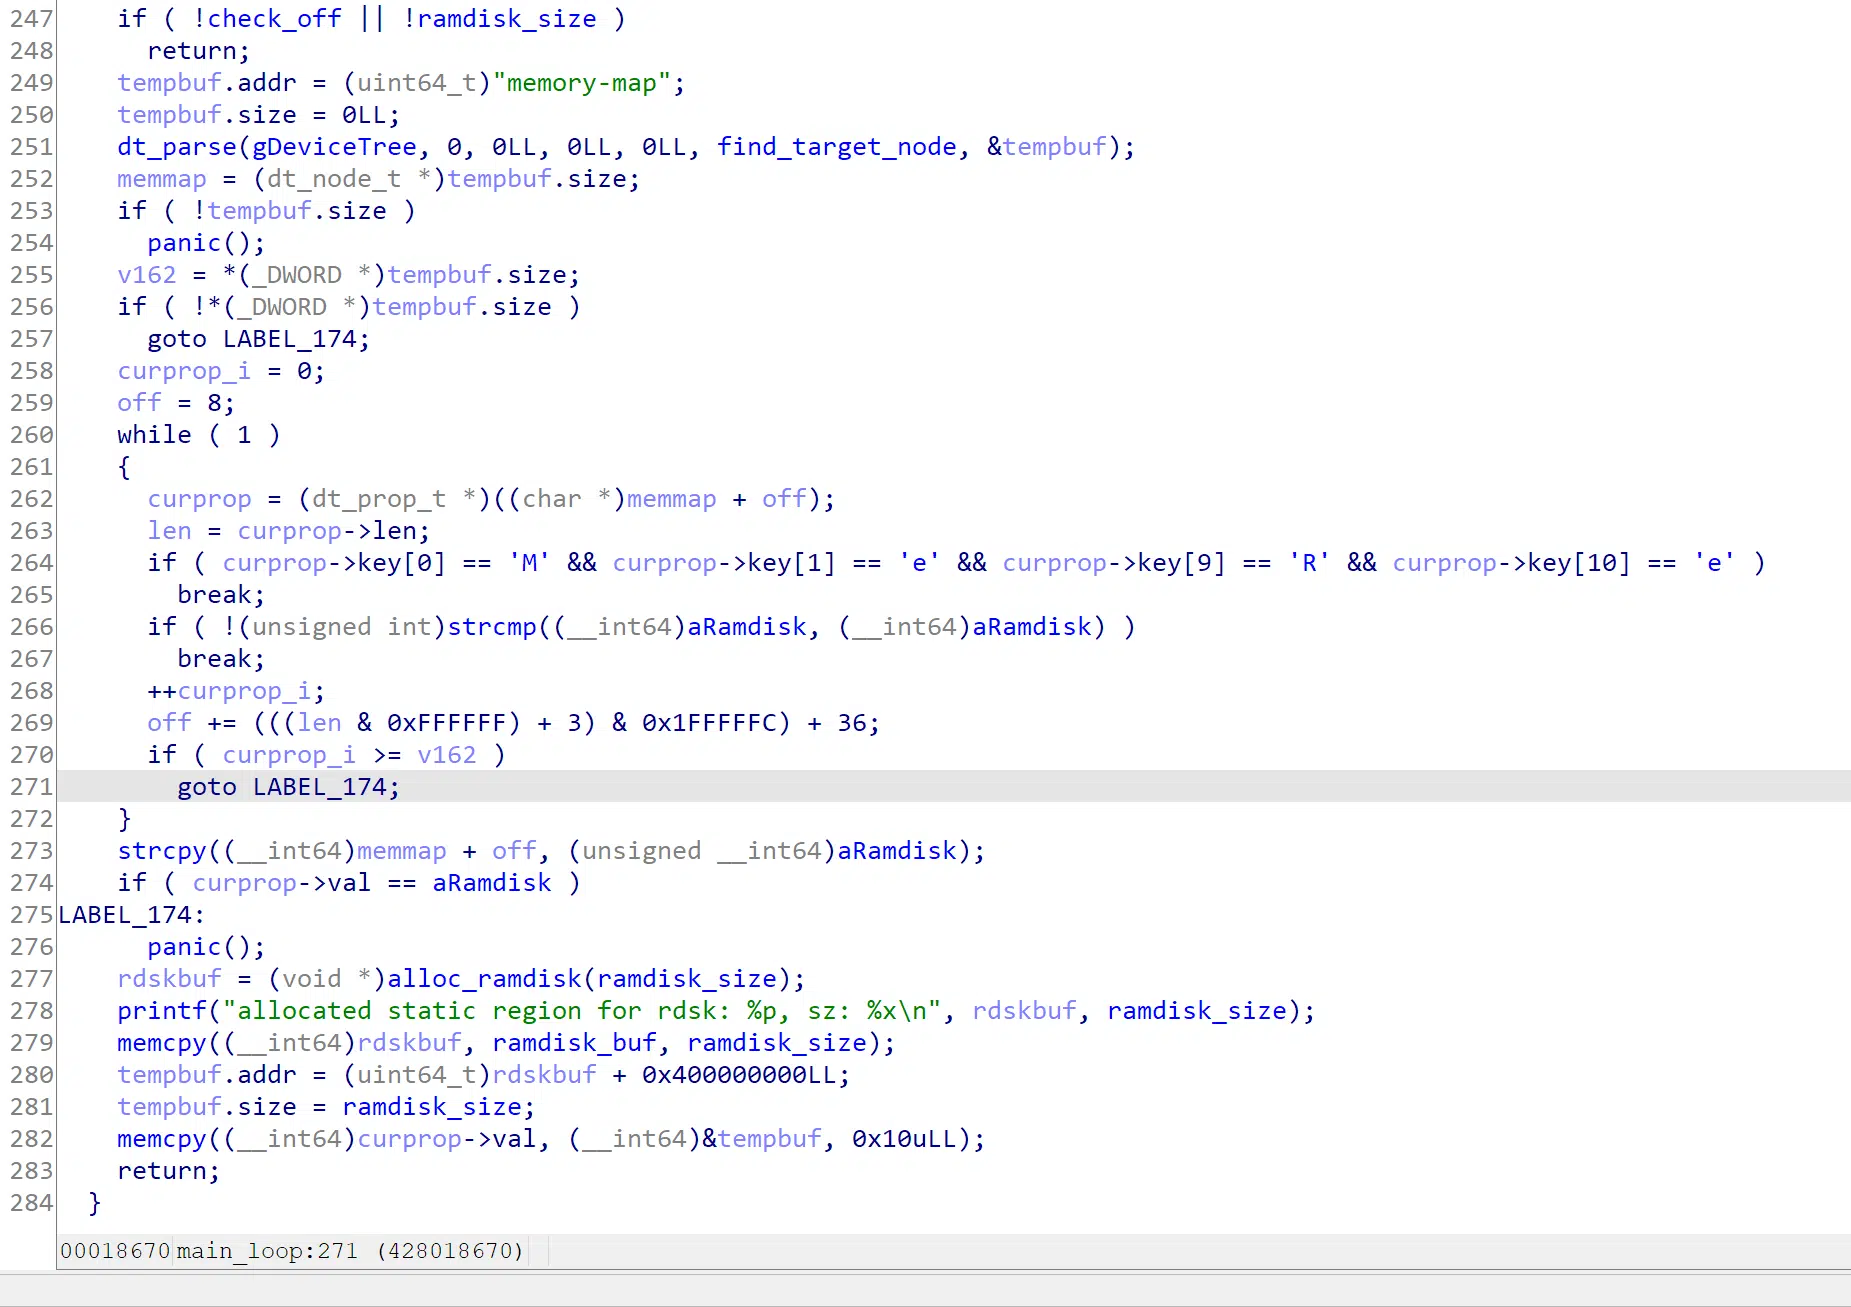 247 if ( !check_off || !ramdisk_size )
248 return;
249 tempbuf.addr = (uint64_t)"memory-map";
250 tempbuf.size = 0LL;
251 dt_parse(gDeviceTree, 0, 0LL, 0LL, 0LL, find_target_node, &tempbuf);
252 memmap = (dt_node_t *)tempbuf.size;
253 if ( !tempbuf.size )
254 panic();
255 v162 = *(_DWORD *)tempbuf.size;
256 if ( !*(_DWORD *)tempbuf.size )
257 goto LABEL_174;
258 curprop_i = 0;
259 off = 8;
260 while ( 1 )
261 {
262 curprop = (dt_prop_t *)((char *)memmap + off);
263 len = curprop->len;
264 if ( curprop->key[0] == 'M' && curprop->key[1] == 'e' && curprop->key[9] == 'R' && curprop->key[10] == 'e' )
265 break;
266 if ( !(unsigned int)strcmp((__int64)aRamdisk, (__int64)aRamdisk) )
267 break;
268 ++curprop_i;
269 off += (((len & 0xFFFFFF) + 3) & 0x1FFFFFC) + 36;
270 if ( curprop_i >= v162 )
271 goto LABEL_174;
272 }
273 strcpy((__int64)memmap + off, (unsigned __int64)aRamdisk);
274 if ( curprop->val == aRamdisk )
275 LABEL_174:
276 panic();
277 rdskbuf = (void *)alloc_ramdisk(ramdisk_size);
278 printf("allocated static region for rdsk: %p, sz: %x\n", rdskbuf, ramdisk_size);
279 memcpy((__int64)rdskbuf, ramdisk_buf, ramdisk_size);
280 tempbuf.addr = (uint64_t)rdskbuf + 0x400000000LL;
281 tempbuf.size = ramdisk_size;
282 memcpy((__int64)curprop->val, (__int64)&tempbuf, 0x10uLL);
283 return;
284 }
00018670 main_loop:271 (428018670)